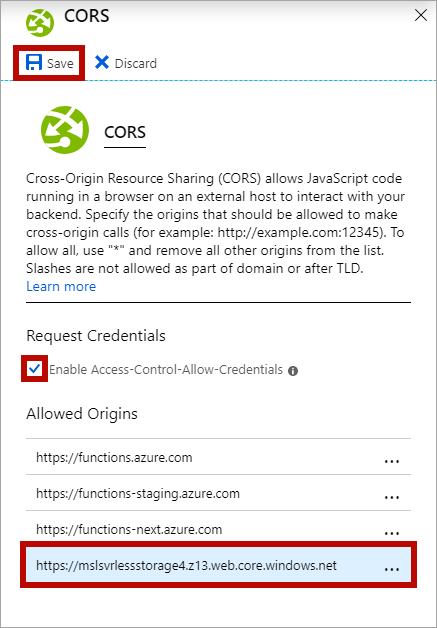 CORS
Save
Discard
CORS
Cross-Origin Resource Sharing (CORS) allows JavaScript code
running in a browser on an external host to interact with your
backend. Specify the origins that should be allowed to make
cross-origin calls (for example: http://example.com:12345). To
allow all, use "*" and remove all other origins from the list.
Slashes are not allowed as part of domain or after TLD.
Learn more
Request Credentials
Enable Access-Control-Allow-Credentials
Allowed Origins
https://functions.azure.com ...
https://functions-staging.azure.com ...
https://functions-next.azure.com ...
https://mslsvrlessstorage4.z13.web.core.windows.net ...